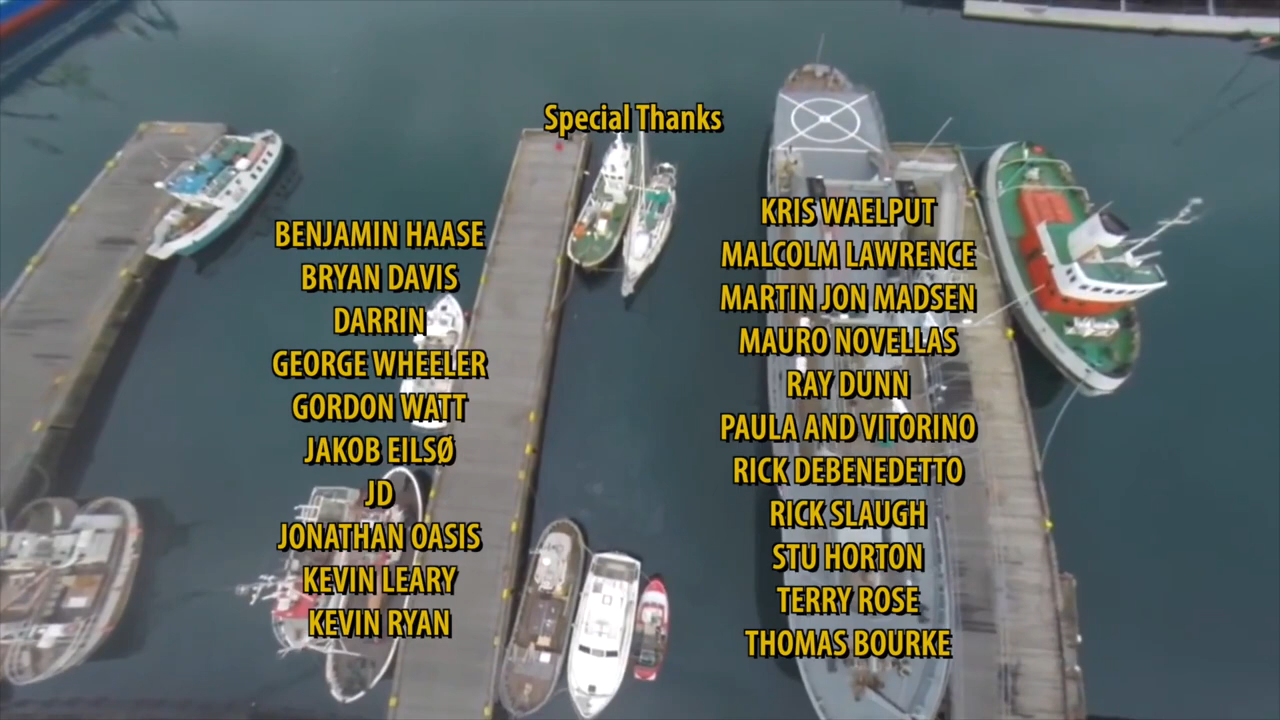 Special Thanks
BENJAMIN HAASE
BRYAN DAVIS
DARRIN
GEORGE WHEELER
GORDON WATT
JAKOB EILSØ
JD
JONATHAN OASIS
KEVIN LEARY
KEVIN RYAN
KRIS WAELPUT
MALCOLM LAWRENCE
MARTIN JON MADSEN
MAURO NOVELLAS
RAY DUNN
PAULA AND VITORINO
RICK DEBENEDETTO
RICK SLAUGH
STU HORTON
TERRY ROSE
THOMAS BOURKE